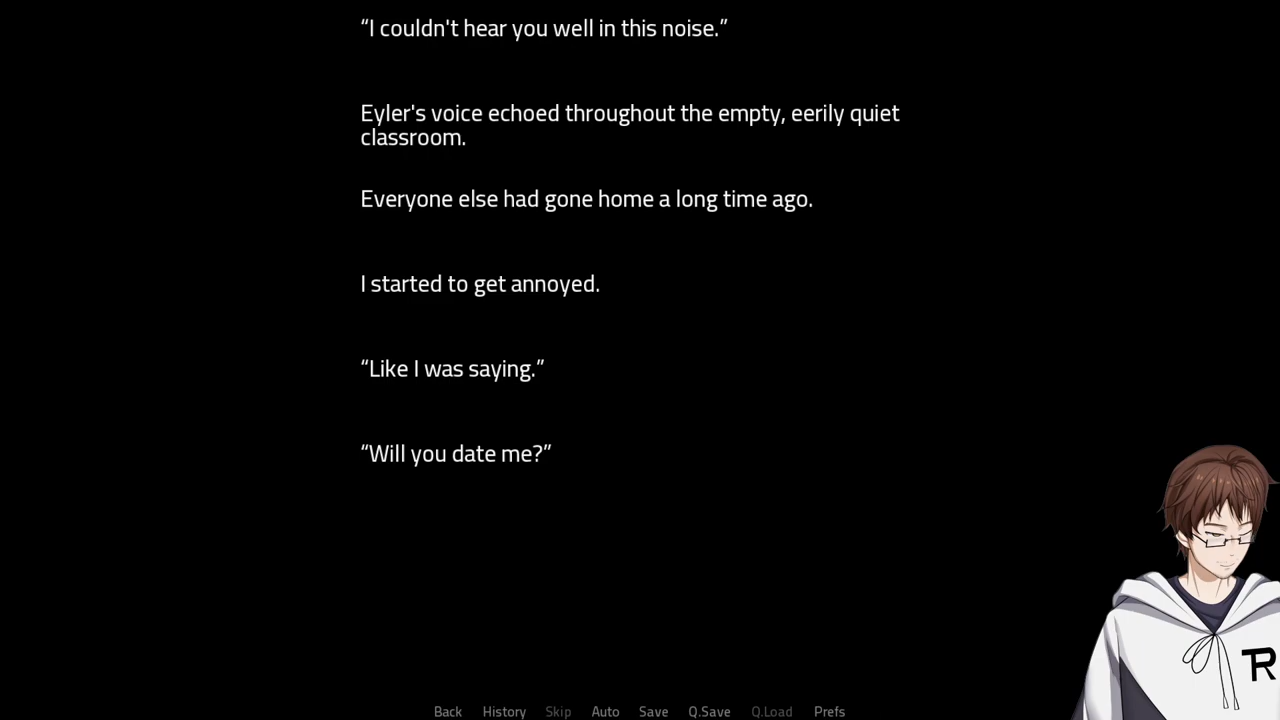 “I couldn't hear you well in this noise.”
Eyler's voice echoed throughout the empty, eerily quiet
classroom.
Everyone else had gone home a long time ago.
I started to get annoyed.
“Like I was saying.”
“Will you date me?”
TR
Back History Skip Auto Save Q.Save Q.Load Prefs